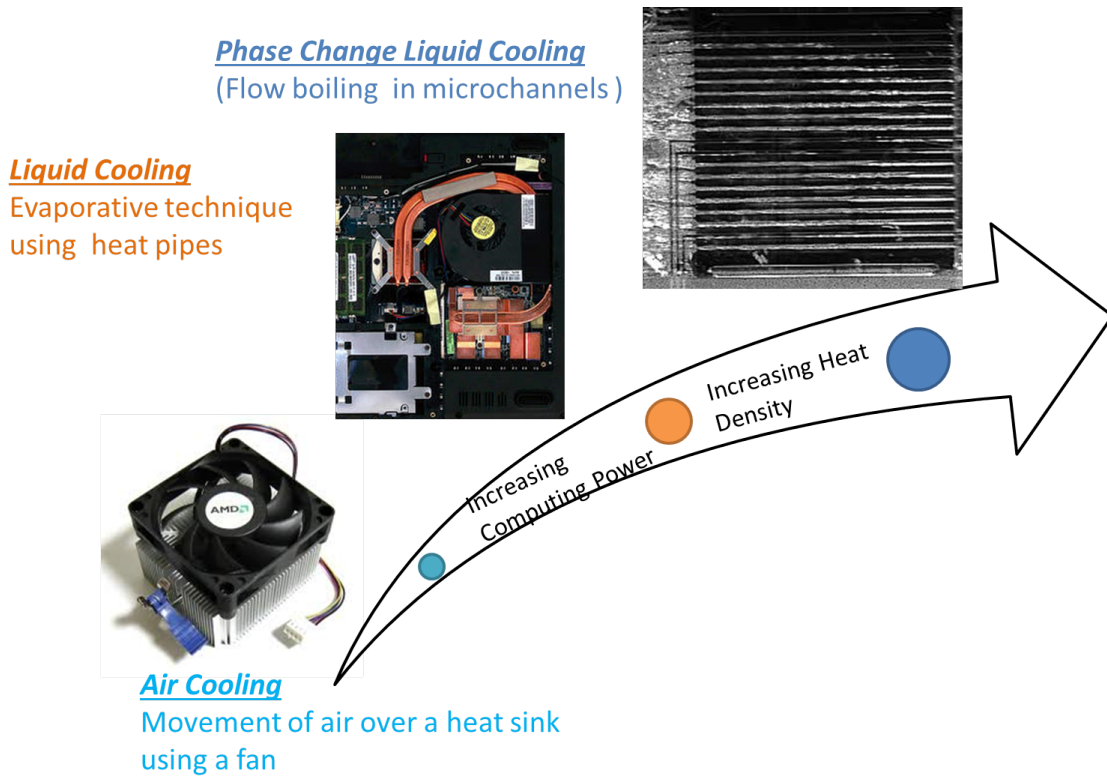 Phase Change Liquid Cooling
(Flow boiling in microchannels )
Liquid Cooling
Evaporative technique
using heat pipes
AMD
Increasing Heat
Density
Increasing
Computing Power
Air Cooling
Movement of air over a heat sink
using a fan